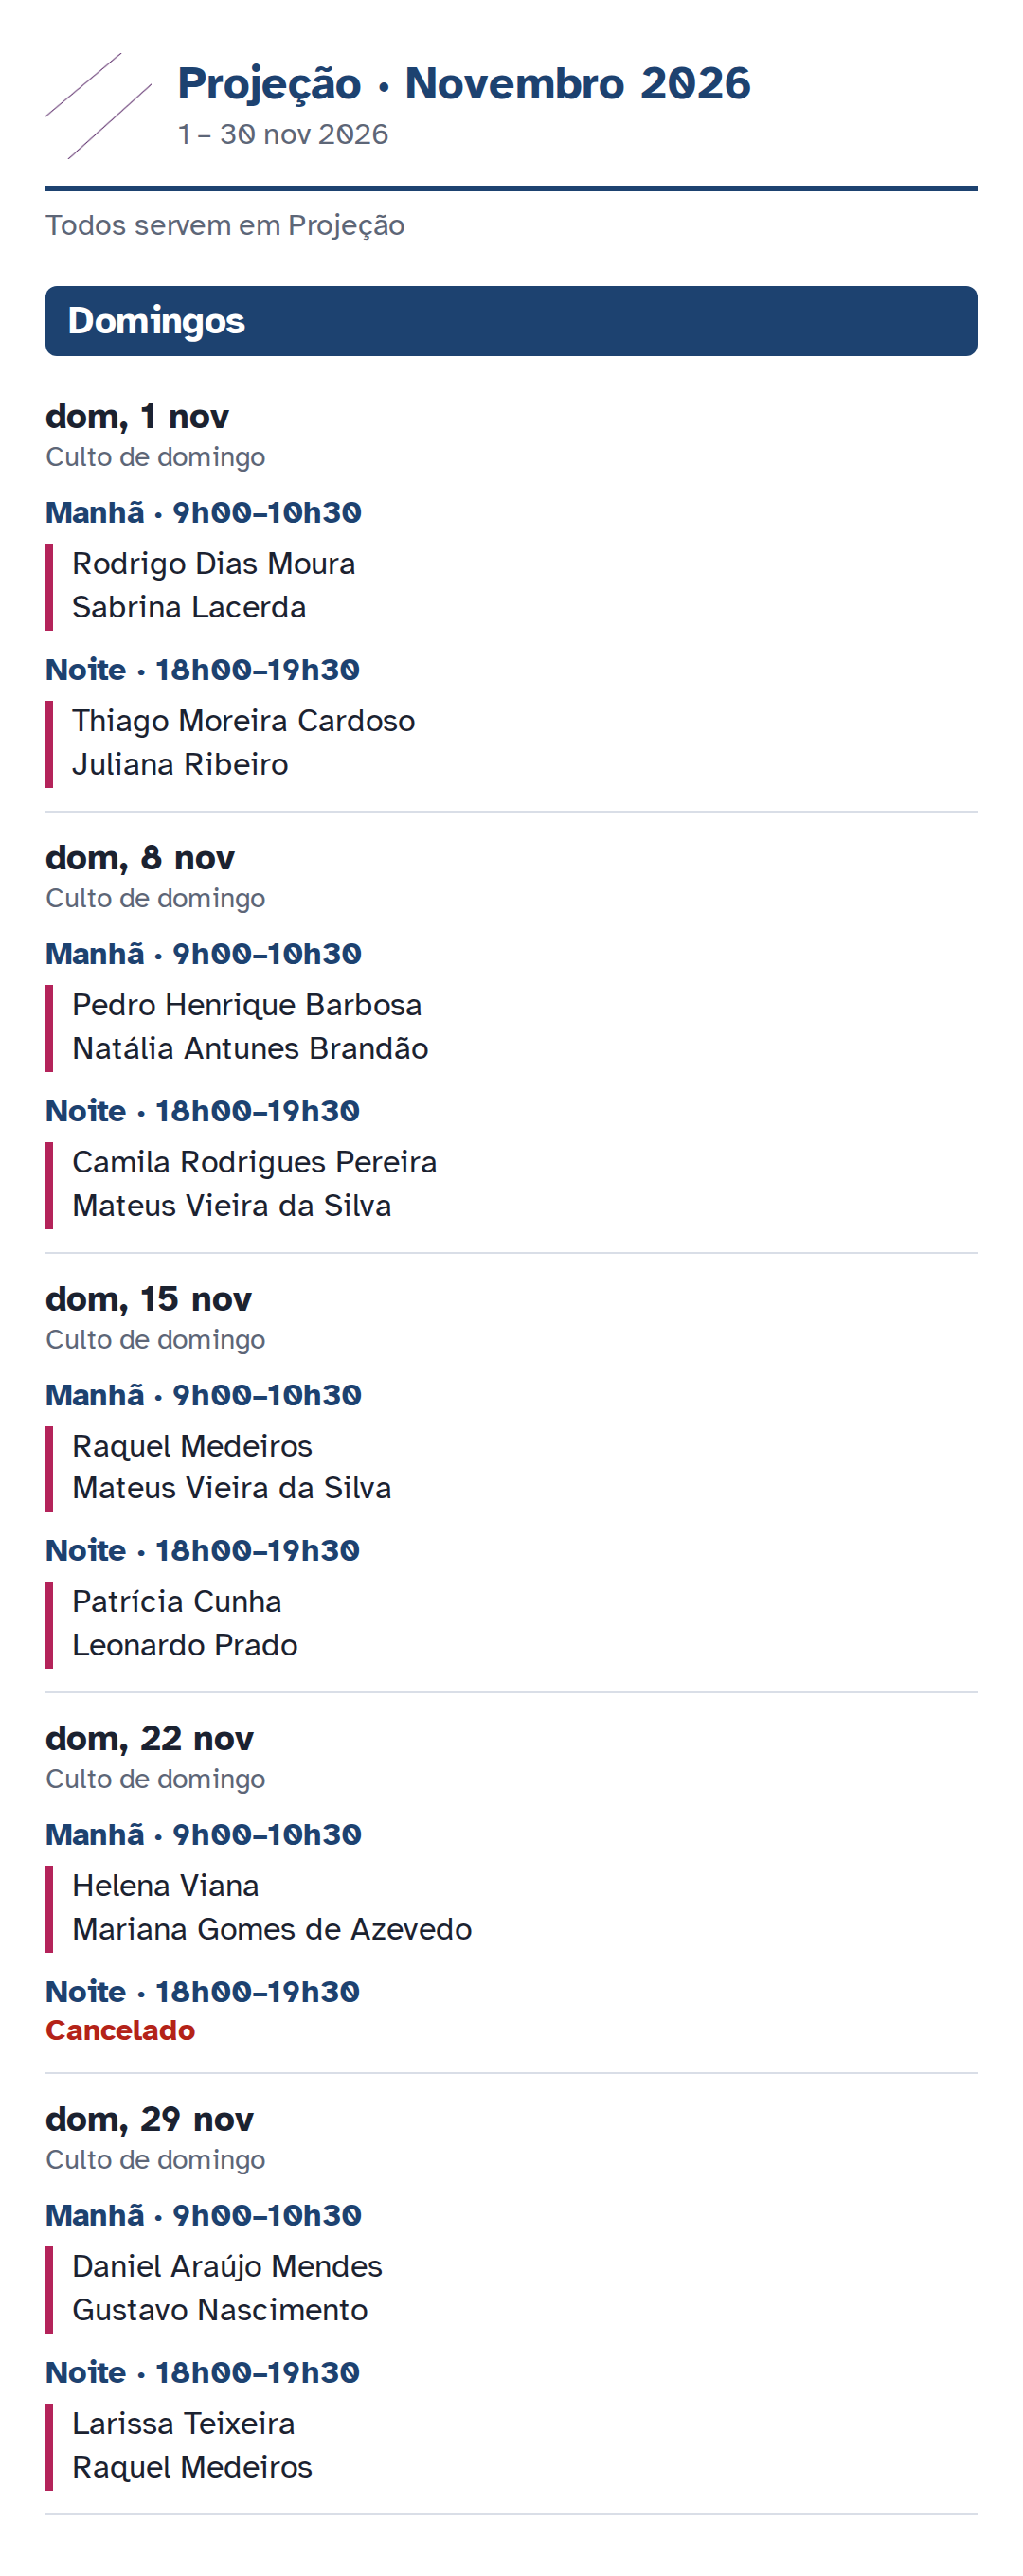 Projeção · Novembro 2026
1 – 30 nov 2026
Todos servem em Projeção
Domingos
dom, 1 nov
Culto de domingo
Manhã · 9h00–10h30
Rodrigo Dias Moura
Sabrina Lacerda
Noite · 18h00–19h30
Thiago Moreira Cardoso
Juliana Ribeiro
dom, 8 nov
Culto de domingo
Manhã · 9h00–10h30
Pedro Henrique Barbosa
Natália Antunes Brandão
Noite · 18h00–19h30
Camila Rodrigues Pereira
Mateus Vieira da Silva
dom, 15 nov
Culto de domingo
Manhã · 9h00–10h30
Raquel Medeiros
Mateus Vieira da Silva
Noite · 18h00–19h30
Patrícia Cunha
Leonardo Prado
dom, 22 nov
Culto de domingo
Manhã · 9h00–10h30
Helena Viana
Mariana Gomes de Azevedo
Noite · 18h00–19h30
Cancelado
dom, 29 nov
Culto de domingo
Manhã · 9h00–10h30
Daniel Araújo Mendes
Gustavo Nascimento
Noite · 18h00–19h30
Larissa Teixeira
Raquel Medeiros